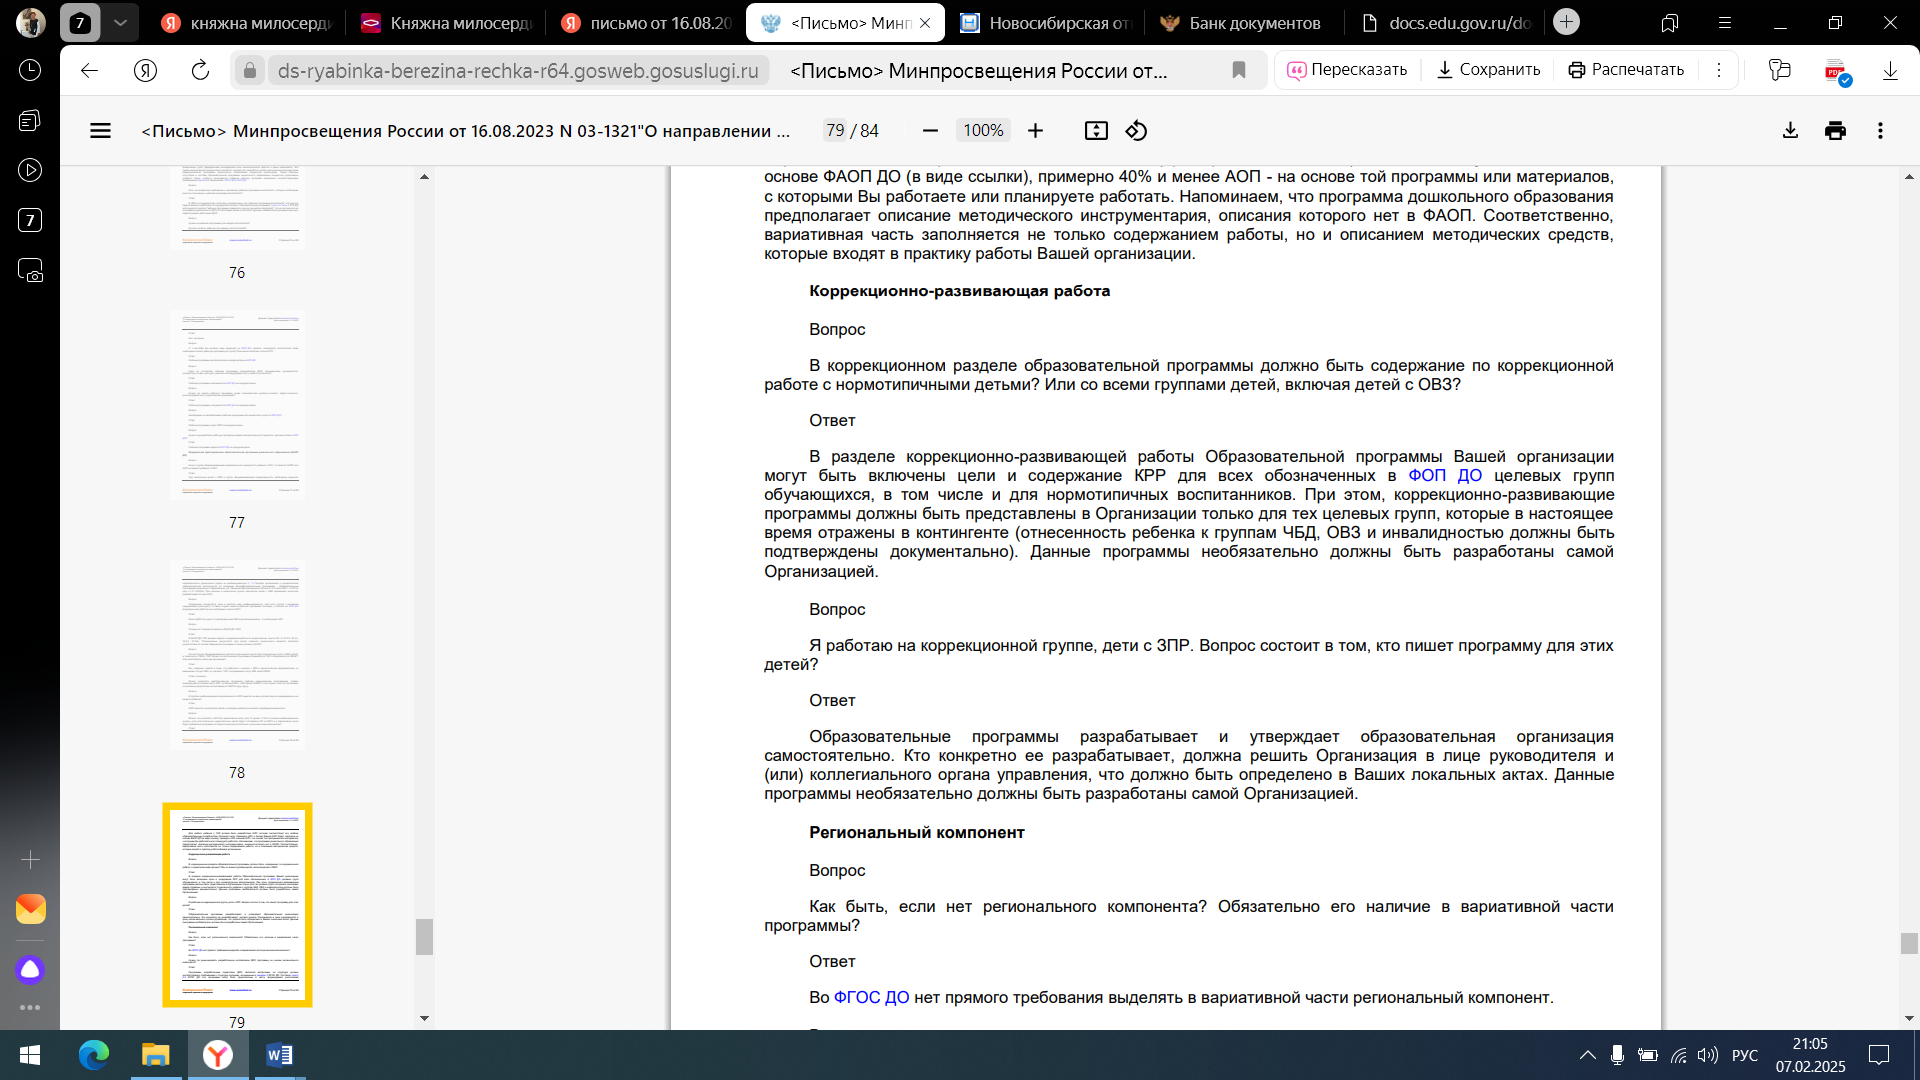 7
княжна милосерди
Княжна милосерди
письмо от 16.08.20
<Письмо> Минп
Новосибирская от
Банк документов
docs.edu.gov.ru/do
ds-ryabinka-berezina-rechka-r64.gosweb.gosuslugi.ru
<Письмо> Минпросвещения России от...
Пересказать
Сохранить
Распечатать
<Письмо> Минпросвещения России от 16.08.2023 N 03-1321"О направлении ...
79 / 84
100%
7
76
77
78
79
основе ФАОП ДО (в виде ссылки), примерно 40% и менее АОП - на основе той программы или материалов,
с которыми Вы работаете или планируете работать. Напоминаем, что программа дошкольного образования
предполагает описание методического инструментария, описания которого нет в ФАОП. Соответственно,
вариативная часть заполняется не только содержанием работы, но и описанием методических средств,
которые входят в практику работы Вашей организации.
Коррекционно-развивающая работа
Вопрос
В коррекционном разделе образовательной программы должно быть содержание по коррекционной
работе с нормотипичными детьми? Или со всеми группами детей, включая детей с ОВЗ?
Ответ
В разделе коррекционно-развивающей работы Образовательной программы Вашей организации
могут быть включены цели и содержание КРР для всех обозначенных в ФОП ДО целевых групп
обучающихся, в том числе и для нормотипичных воспитанников. При этом, коррекционно-развивающие
программы должны быть представлены в Организации только для тех целевых групп, которые в настоящее
время отражены в контингенте (отнесенность ребенка к группам ЧБД, ОВЗ и инвалидностью должны быть
подтверждены документально). Данные программы необязательно должны быть разработаны самой
Организацией.
Вопрос
Я работаю на коррекционной группе, дети с ЗПР. Вопрос состоит в том, кто пишет программу для этих
детей?
Ответ
Образовательные программы разрабатывает и утверждает образовательная организация
самостоятельно. Кто конкретно ее разрабатывает, должна решить Организация в лице руководителя и
(или) коллегиального органа управления, что должно быть определено в Ваших локальных актах. Данные
программы необязательно должны быть разработаны самой Организацией.
Региональный компонент
Вопрос
Как быть, если нет регионального компонента? Обязательно его наличие в вариативной части
программы?
Ответ
Во ФГОС ДО нет прямого требования выделять в вариативной части региональный компонент.
РУС
21:05
07.02.2025